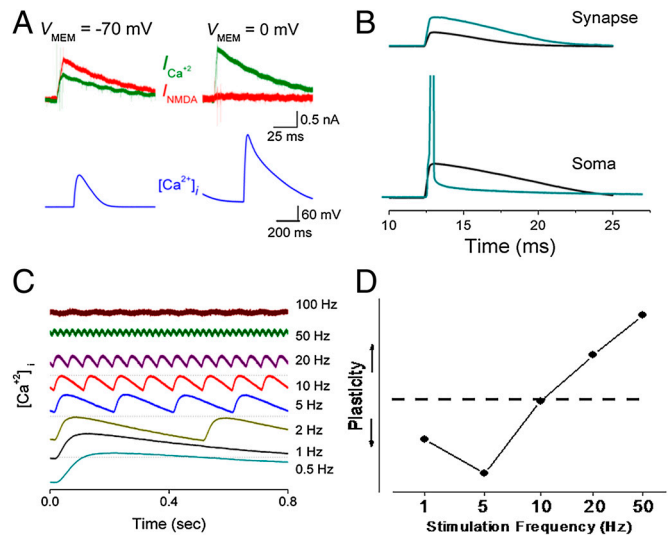 A
V_MEM = -70 mV
V_MEM = 0 mV
I_Ca+2
I_NMDA
0.5 nA
25 ms
[Ca2+]i
60 mV
200 ms
B
Synapse
Soma
10 15 20 25
Time (ms)
C
[Ca+2]i
100 Hz
50 Hz
20 Hz
10 Hz
5 Hz
2 Hz
1 Hz
0.5 Hz
0.0 0.4 0.8
Time (sec)
D
Plasticity
1 5 10 20 50
Stimulation Frequency (Hz)